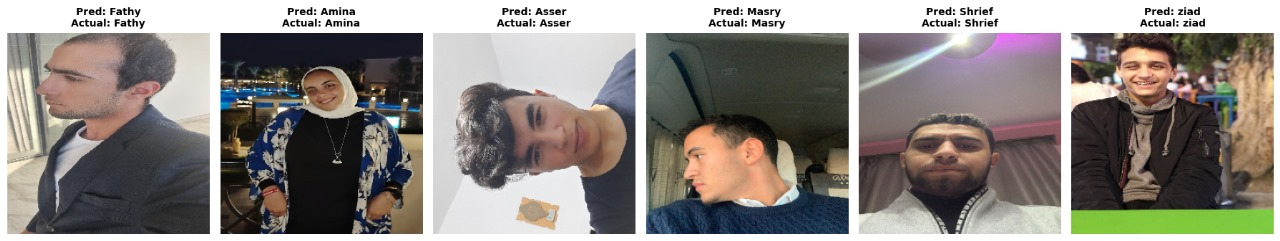 Pred: Fathy
Actual: Fathy
Pred: Amina
Actual: Amina
Pred: Asser
Actual: Asser
Pred: Masry
Actual: Masry
Pred: Shrief
Actual: Shrief
Pred: ziad
Actual: ziad